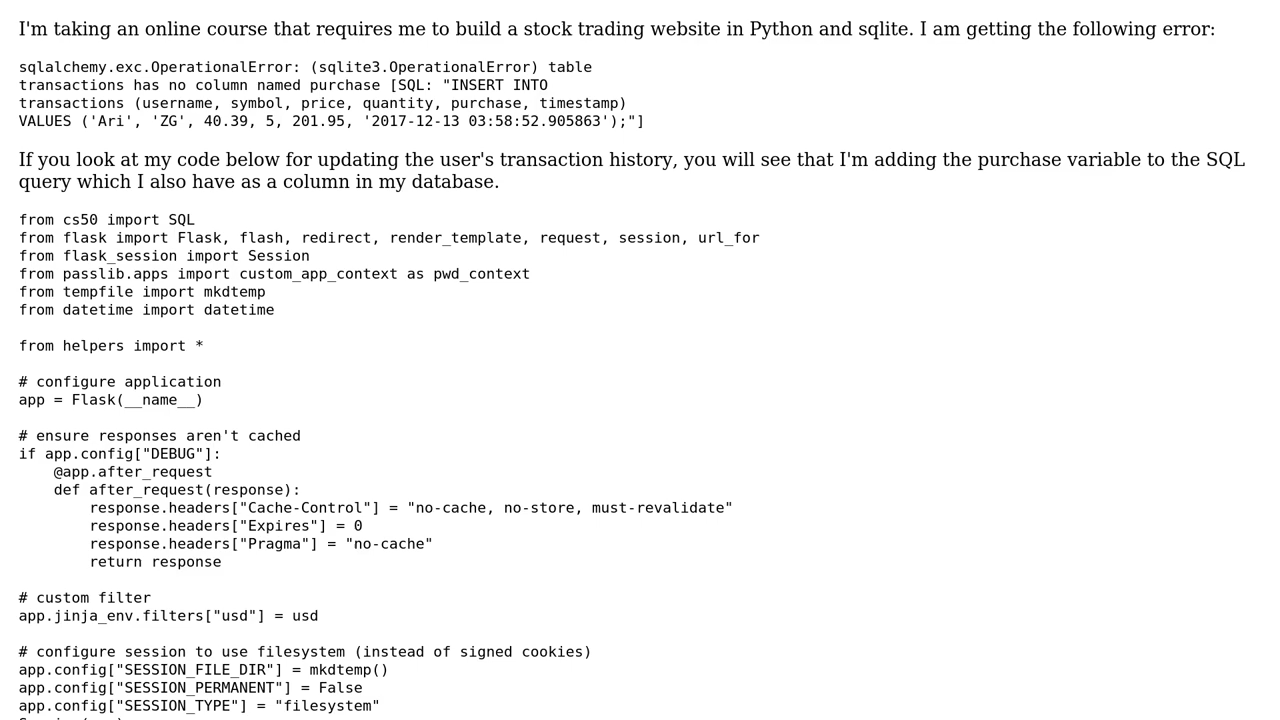 I'm taking an online course that requires me to build a stock trading website in Python and sqlite. I am getting the following error:
sqlalchemy.exc.OperationalError: (sqlite3.OperationalError) table
transactions has no column named purchase [SQL: "INSERT INTO
transactions (username, symbol, price, quantity, purchase, timestamp)
VALUES ('Ari', 'ZG', 40.39, 5, 201.95, '2017-12-13 03:58:52.905863');"]
If you look at my code below for updating the user's transaction history, you will see that I'm adding the purchase variable to the SQL
query which I also have as a column in my database.
from cs50 import SQL
from flask import Flask, flash, redirect, render_template, request, session, url_for
from flask_session import Session
from passlib.apps import custom_app_context as pwd_context
from tempfile import mkdtemp
from datetime import datetime
from helpers import *
# configure application
app = Flask(__name__)
# ensure responses aren't cached
if app.config["DEBUG"]:
    @app.after_request
    def after_request(response):
        response.headers["Cache-Control"] = "no-cache, no-store, must-revalidate"
        response.headers["Expires"] = 0
        response.headers["Pragma"] = "no-cache"
        return response
# custom filter
app.jinja_env.filters["usd"] = usd
# configure session to use filesystem (instead of signed cookies)
app.config["SESSION_FILE_DIR"] = mkdtemp()
app.config["SESSION_PERMANENT"] = False
app.config["SESSION_TYPE"] = "filesystem"